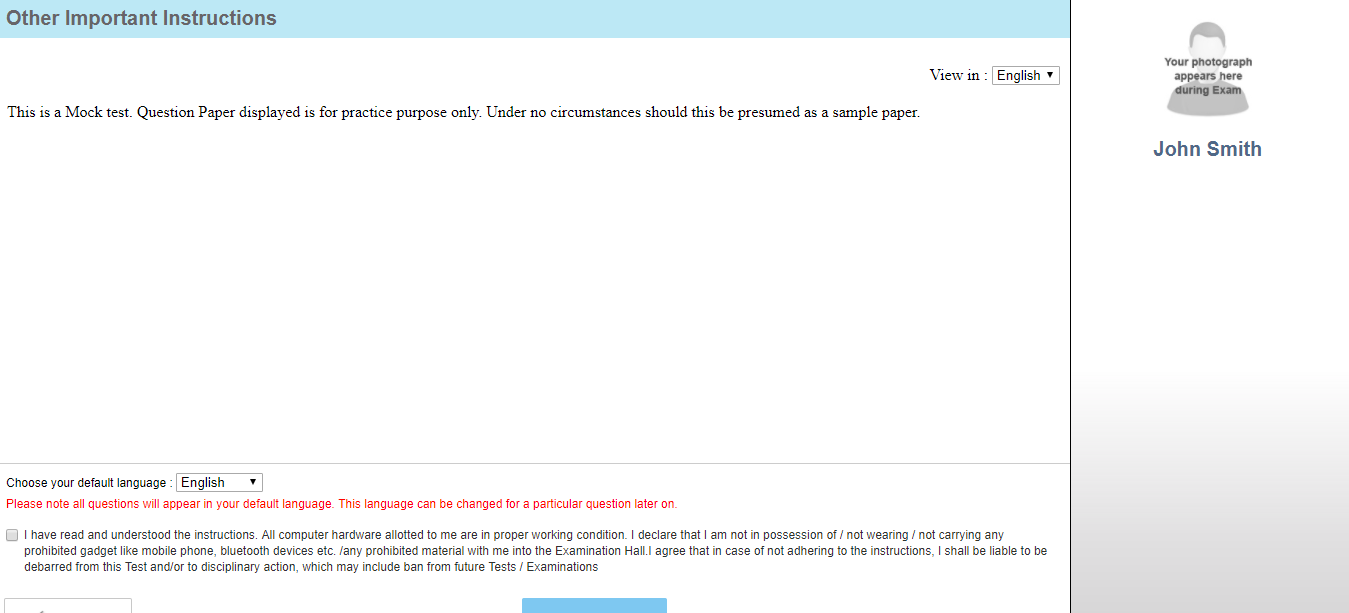 Other Important Instructions
View in : English
This is a Mock test. Question Paper displayed is for practice purpose only. Under no circumstances should this be presumed as a sample paper.
Your photograph
appears here
during Exam
John Smith
Choose your default language : English
Please note all questions will appear in your default language. This language can be changed for a particular question later on.
I have read and understood the instructions. All computer hardware allotted to me are in proper working condition. I declare that I am not in possession of / not wearing / not carrying any
prohibited gadget like mobile phone, bluetooth devices etc. /any prohibited material with me into the Examination Hall.I agree that in case of not adhering to the instructions, I shall be liable to be
debarred from this Test and/or to disciplinary action, which may include ban from future Tests / Examinations